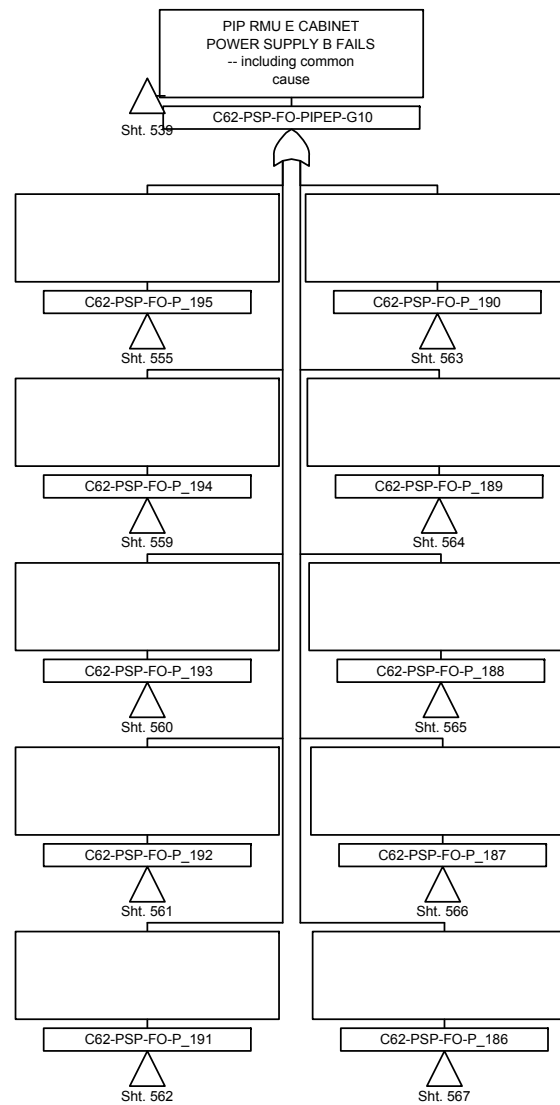 PIP RMU E CABINET
POWER SUPPLY B FAILS
-- including common
cause
C62-PSP-FO-PIPEP-G10
Sht. 539
C62-PSP-FO-P_195
Sht. 555
C62-PSP-FO-P_190
Sht. 563
C62-PSP-FO-P_194
Sht. 559
C62-PSP-FO-P_189
Sht. 564
C62-PSP-FO-P_193
Sht. 560
C62-PSP-FO-P_188
Sht. 565
C62-PSP-FO-P_192
Sht. 561
C62-PSP-FO-P_187
Sht. 566
C62-PSP-FO-P_191
Sht. 562
C62-PSP-FO-P_186
Sht. 567